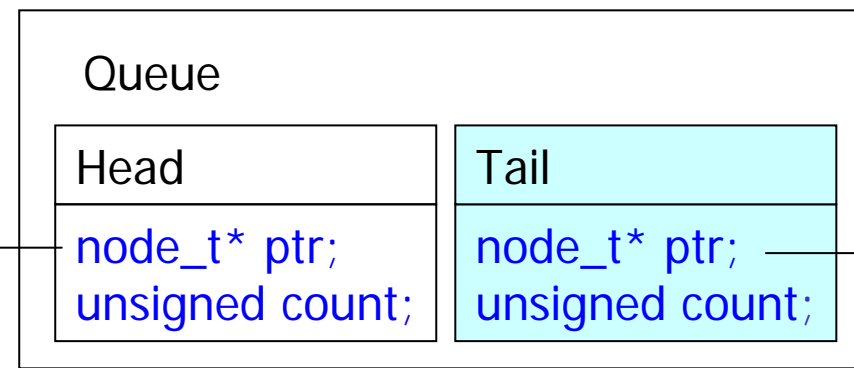 Queue
Head
node_t* ptr;
unsigned count;
Tail
node_t* ptr;
unsigned count;